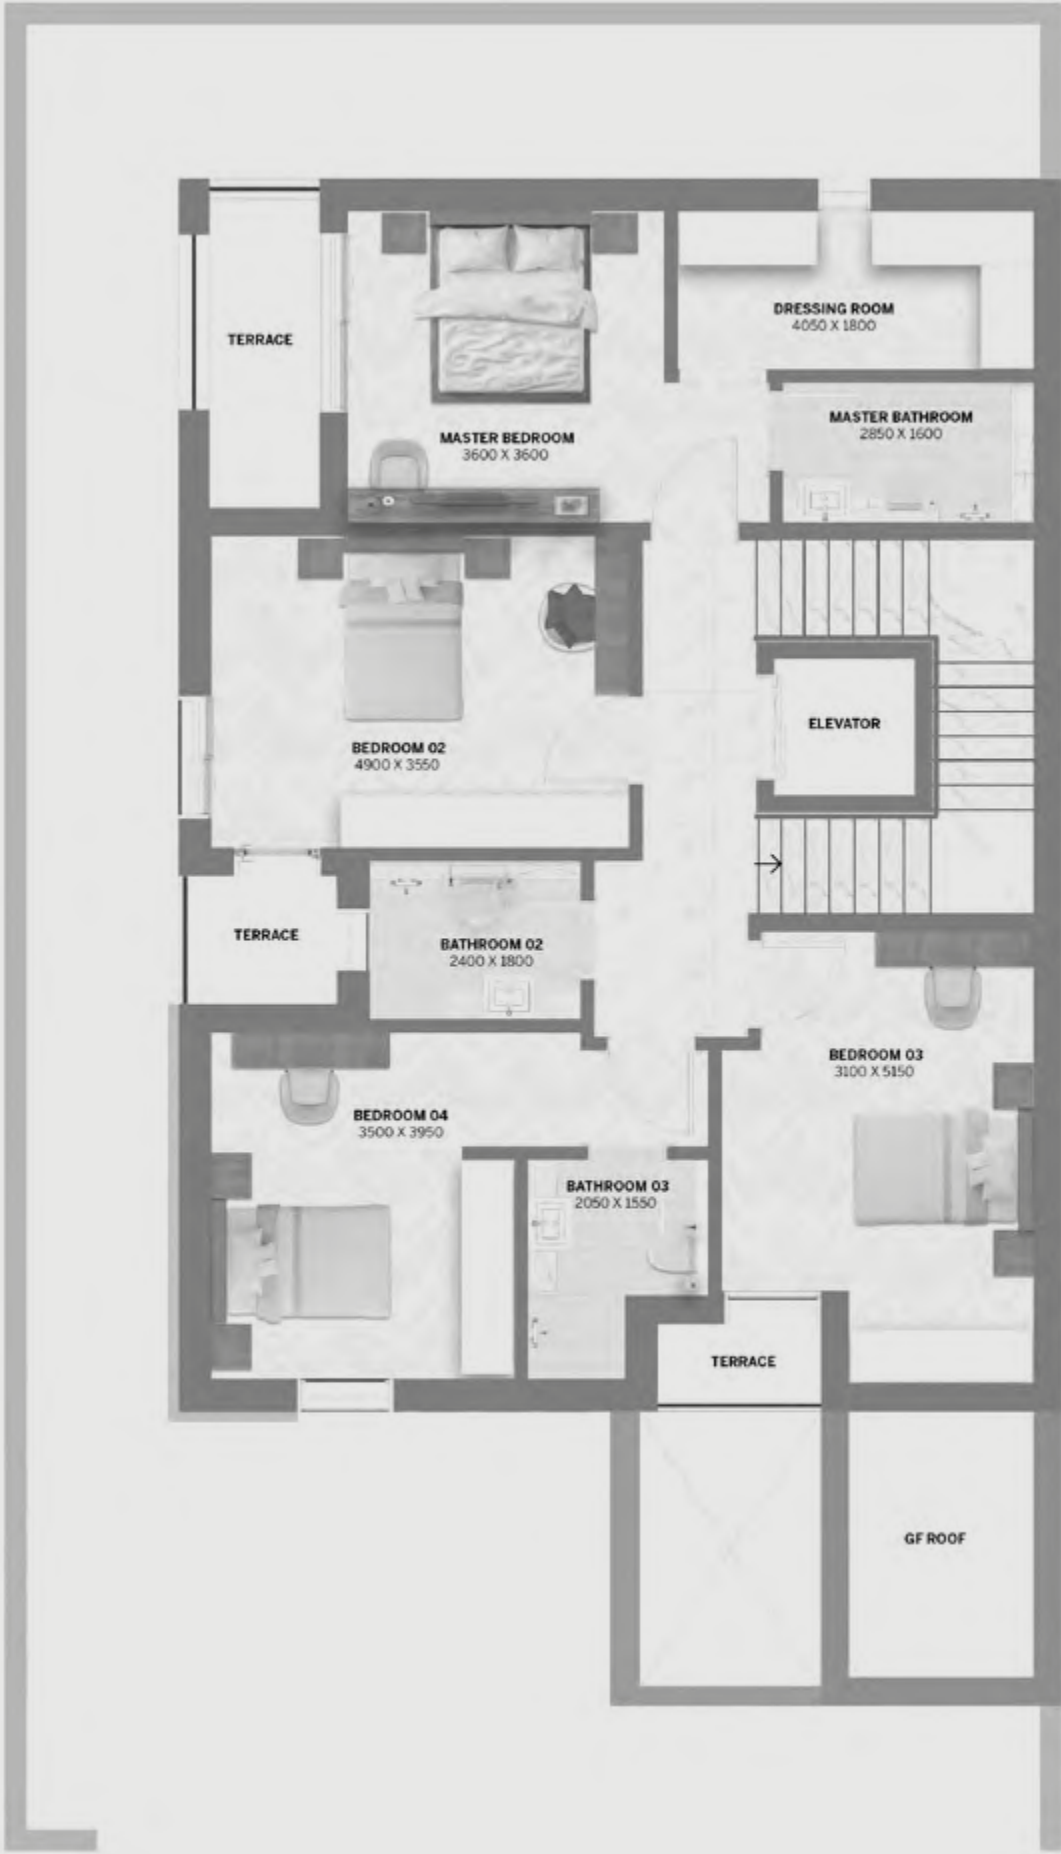 DRESSING ROOM
4050 X 1800
TERRACE
MASTER BEDROOM
3600 X 3600
MASTER BATHROOM
2850 X 1600
ELEVATOR
BEDROOM 02
4900 X 3550
TERRACE
BATHROOM 02
2400 X 1800
BEDROOM 03
3100 X 5150
BEDROOM 04
3500 X 3950
BATHROOM 03
2050 X 1550
TERRACE
GF ROOF